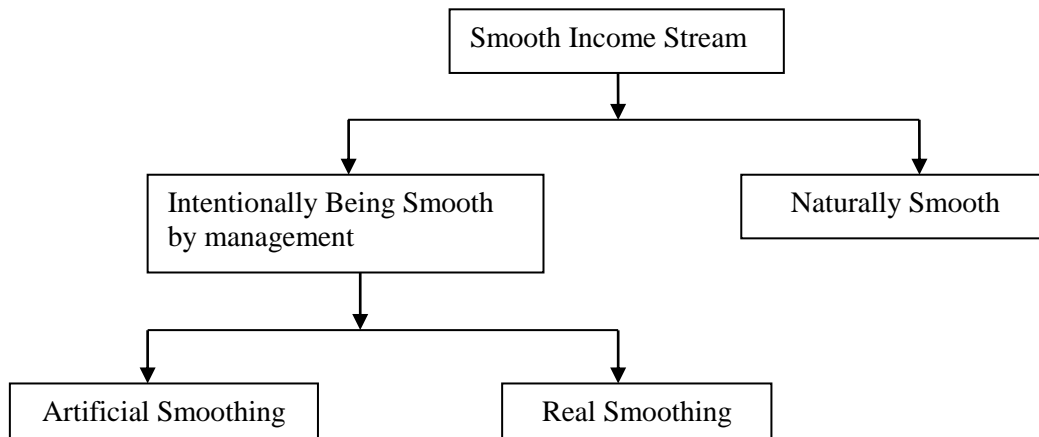 Smooth Income Stream
Intentionally Being Smooth
by management
Naturally Smooth
Artificial Smoothing
Real Smoothing